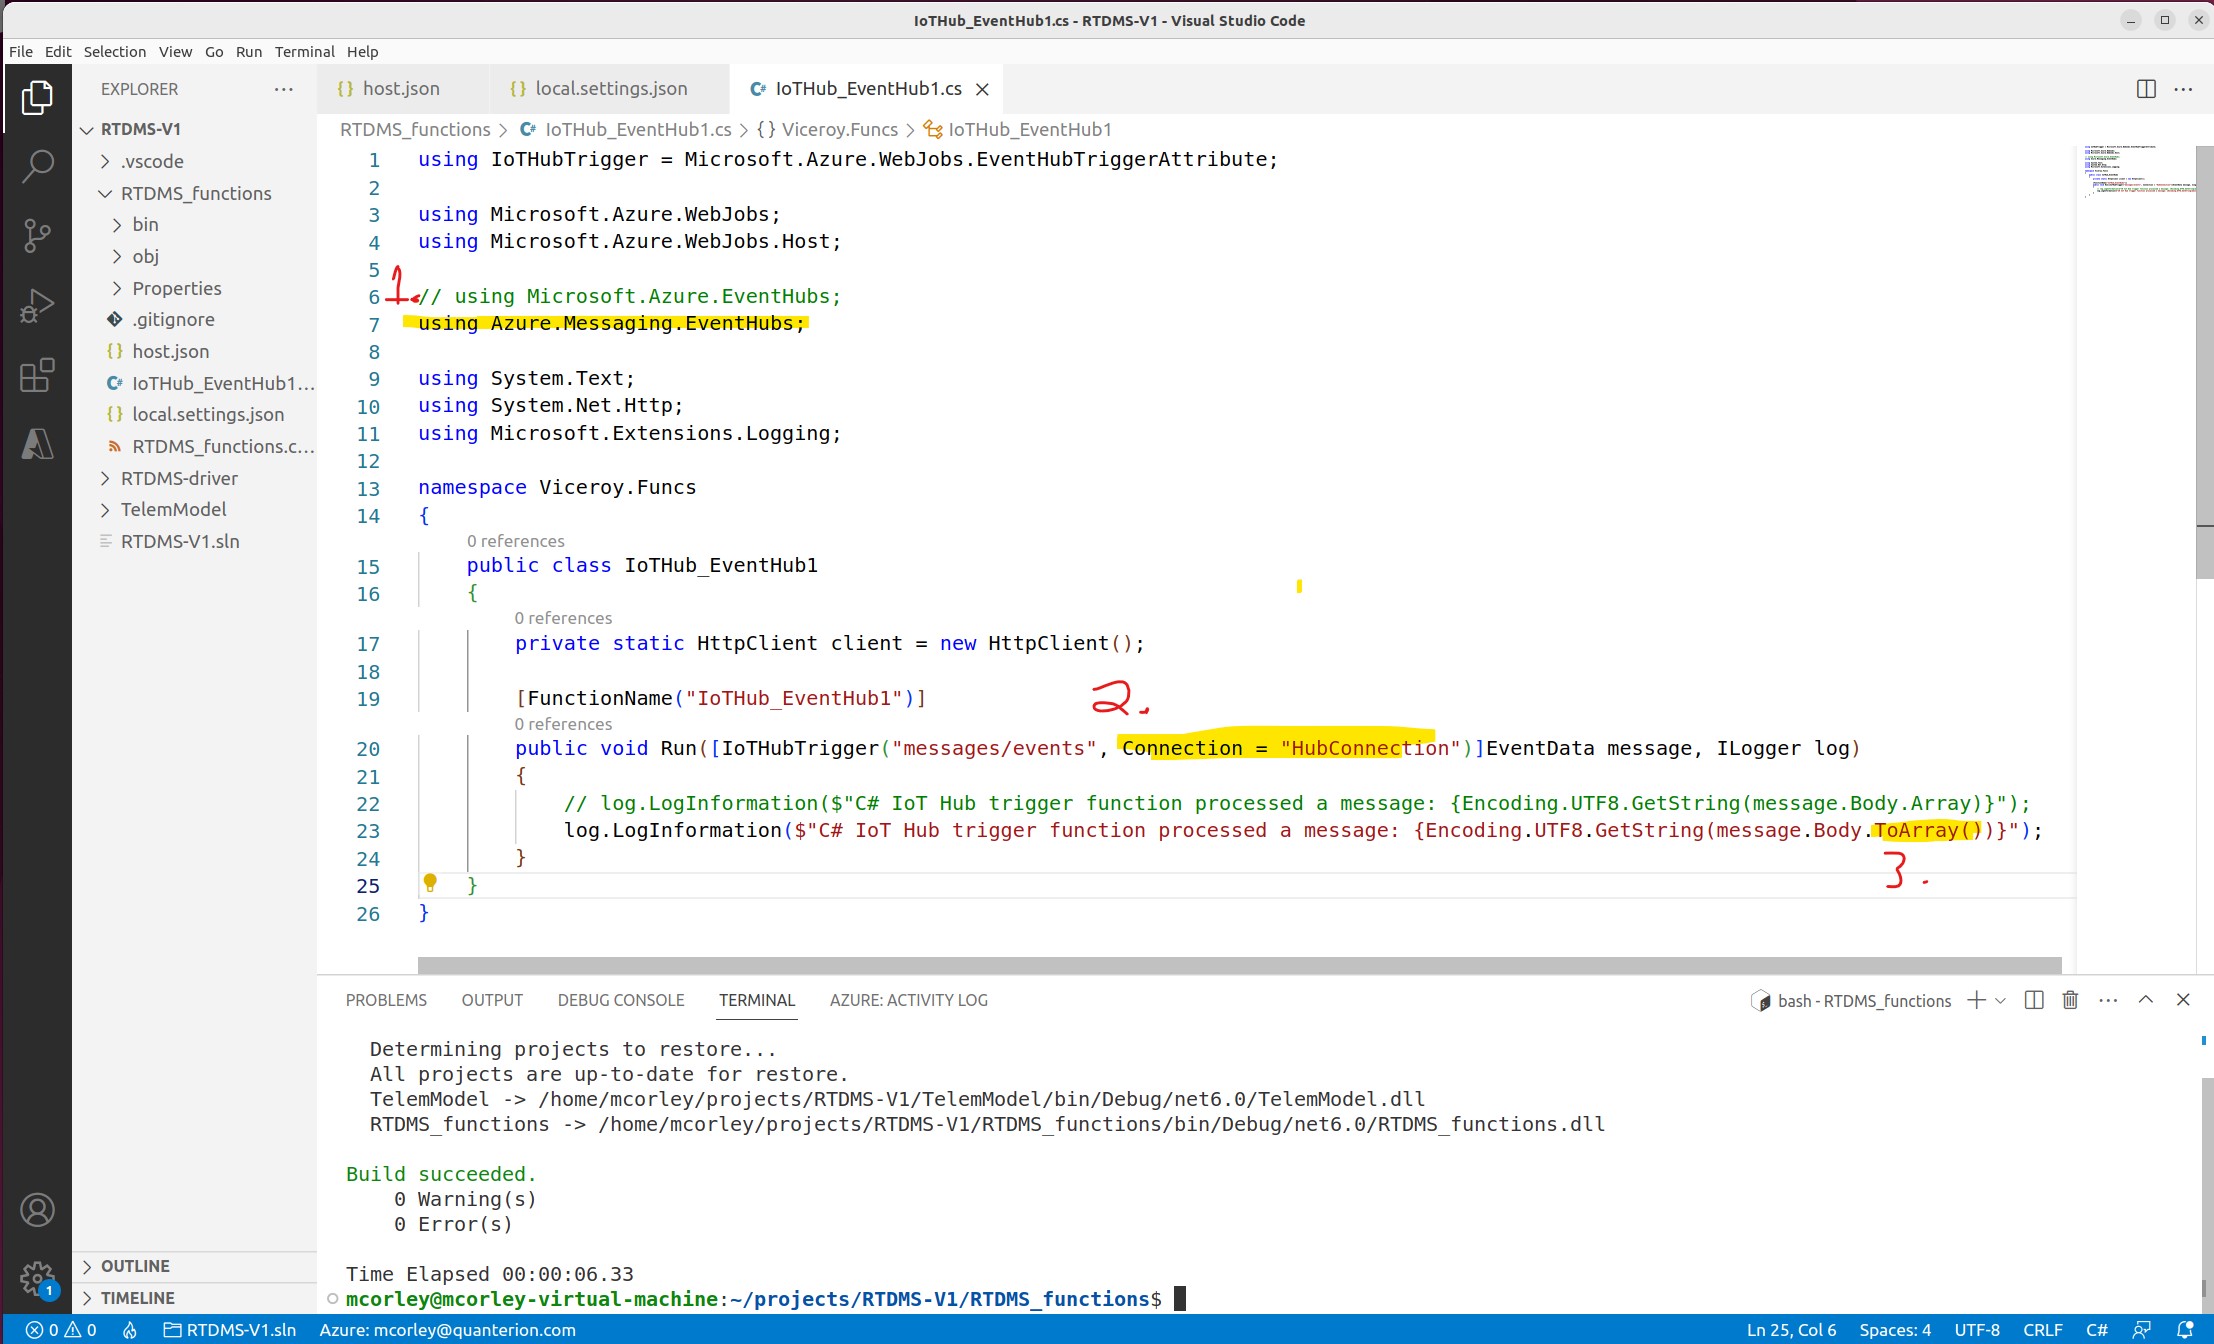 IoTHub_EventHub1.cs - RTDMS-V1 - Visual Studio Code
File Edit Selection View Go Run Terminal Help
EXPLORER
RTDMS-V1
.vscode
RTDMS_functions
bin
obj
Properties
.gitignore
host.json
IoTHub_EventHub1...
local.settings.json
RTDMS_functions.c...
RTDMS-driver
TelemModel
RTDMS-V1.sln
OUTLINE
TIMELINE
host.json local.settings.json IoTHub_EventHub1.cs
RTDMS_functions > IoTHub_EventHub1.cs > {} Viceroy.Funcs > IoTHub_EventHub1
1 using IoTHubTrigger = Microsoft.Azure.WebJobs.EventHubTriggerAttribute;
2
3 using Microsoft.Azure.WebJobs;
4 using Microsoft.Azure.WebJobs.Host;
5
1.
6 // using Microsoft.Azure.EventHubs;
7 using Azure.Messaging.EventHubs;
8
9 using System.Text;
10 using System.Net.Http;
11 using Microsoft.Extensions.Logging;
12
13 namespace Viceroy.Funcs
14 {
0 references
15 public class IoTHub_EventHub1
16 {
0 references
17 private static HttpClient client = new HttpClient();
18
19 [FunctionName("IoTHub_EventHub1")]
2.
0 references
20 public void Run([IoTHubTrigger("messages/events", Connection = "HubConnection")]EventData message, ILogger log)
21 {
22 // log.LogInformation($"C# IoT Hub trigger function processed a message: {Encoding.UTF8.GetString(message.Body.Array)}");
23 log.LogInformation($"C# IoT Hub trigger function processed a message: {Encoding.UTF8.GetString(message.Body.ToArray())}");
24 }
3.
25 }
26 }
PROBLEMS OUTPUT DEBUG CONSOLE TERMINAL AZURE: ACTIVITY LOG
bash - RTDMS_functions
Determining projects to restore...
All projects are up-to-date for restore.
TelemModel -> /home/mcorley/projects/RTDMS-V1/TelemModel/bin/Debug/net6.0/TelemModel.dll
RTDMS_functions -> /home/mcorley/projects/RTDMS-V1/RTDMS_functions/bin/Debug/net6.0/RTDMS_functions.dll
Build succeeded.
0 Warning(s)
0 Error(s)
Time Elapsed 00:00:06.33
mcorley@mcorley-virtual-machine:~/projects/RTDMS-V1/RTDMS_functions$
1
0 0 RTDMS-V1.sln Azure: mcorley@quanterion.com Ln 25, Col 6 Spaces: 4 UTF-8 CRLF C#